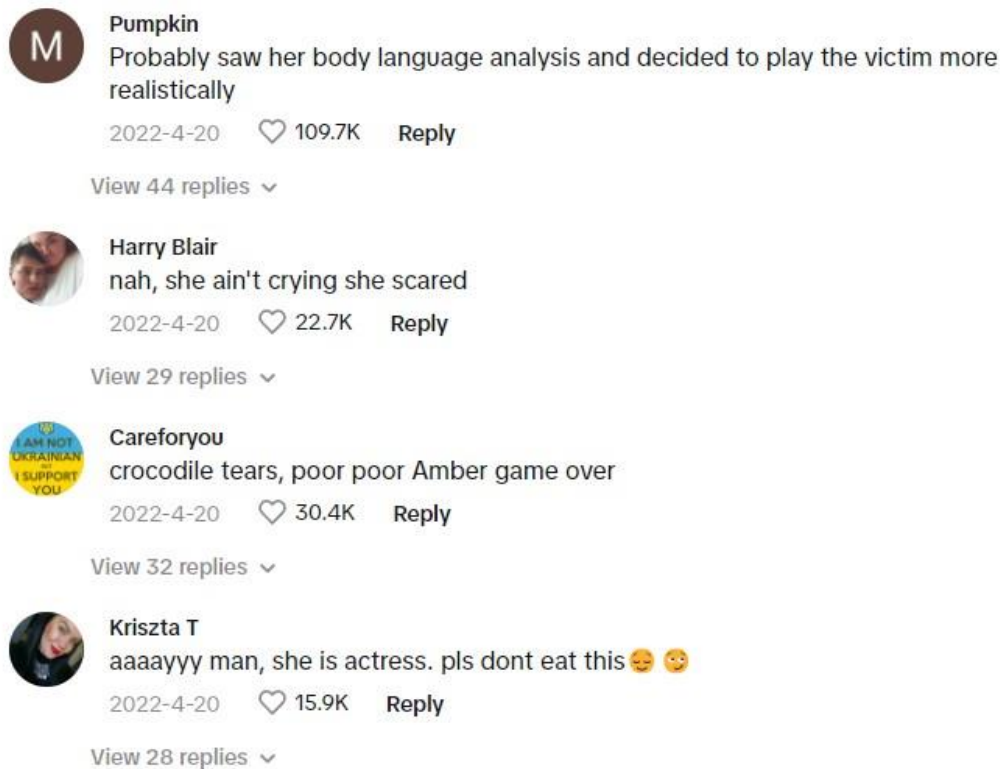 M
Pumpkin
Probably saw her body language analysis and decided to play the victim more
realistically
2022-4-20 109.7K Reply
View 44 replies
Harry Blair
nah, she ain't crying she scared
2022-4-20 22.7K Reply
View 29 replies
I AM NOT
UKRAINIAN
BUT
I SUPPORT
YOU
Careforyou
crocodile tears, poor poor Amber game over
2022-4-20 30.4K Reply
View 32 replies
Kriszta T
aaaayyy man, she is actress. pls dont eat this😔 😏
2022-4-20 15.9K Reply
View 28 replies